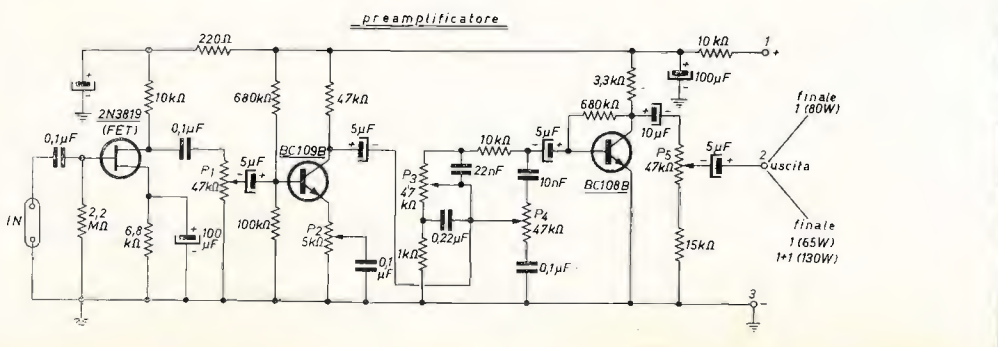 preamplificatore
220Ω
10kΩ
1
+
+
-
10kΩ
680kΩ
47kΩ
3,3kΩ
+
-
100µF
2N3819
(FET)
0,1µF
0,1µF
P1
47kΩ
5µF
+
BC109B
5µF
+
680kΩ
+
10µF
finale
1 (80W)
10kΩ
5µF
+
BC108B
P3
47
kΩ
22nF
10nF
P5
47kΩ
5µF
+
2
uscita
IN
2,2
MΩ
6,8
kΩ
+
-
100
µF
100kΩ
P2
5kΩ
0,1
µF
0,22µF
1kΩ
P4
47kΩ
0,1µF
15kΩ
finale
1 (65W)
1+1 (130W)
3
-